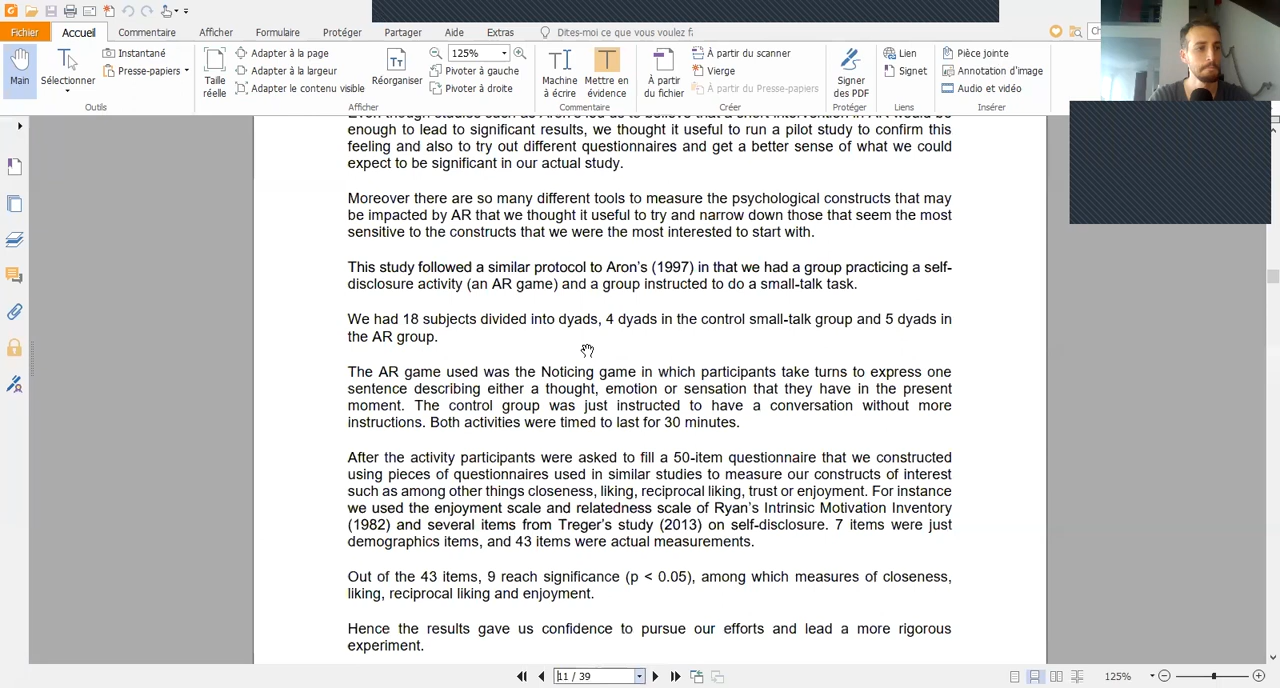 Fichier
Accueil
Commentaire
Afficher
Formulaire
Protéger
Partager
Aide
Extras
Dites-moi ce que vous voulez f
Main
Sélectionner
Instantané
Presse-papiers
Outils
Taille réelle
Adapter à la page
Adapter à la largeur
Adapter le contenu visible
Réorganiser
125%
Pivoter à gauche
Pivoter à droite
Afficher
Machine à écrire
Mettre en évidence
Commentaire
À partir du fichier
À partir du scanner
Vierge
À partir du Presse-papiers
Créer
Signer des PDF
Protéger
Lien
Signet
Liens
Pièce jointe
Annotation d'image
Audio et vidéo
Insérer
enough to lead to significant results, we thought it useful to run a pilot study to confirm this
feeling and also to try out different questionnaires and get a better sense of what we could
expect to be significant in our actual study.
Moreover there are so many different tools to measure the psychological constructs that may
be impacted by AR that we thought it useful to try and narrow down those that seem the most
sensitive to the constructs that we were the most interested to start with.
This study followed a similar protocol to Aron's (1997) in that we had a group practicing a self-
disclosure activity (an AR game) and a group instructed to do a small-talk task.
We had 18 subjects divided into dyads, 4 dyads in the control small-talk group and 5 dyads in
the AR group.
The AR game used was the Noticing game in which participants take turns to express one
sentence describing either a thought, emotion or sensation that they have in the present
moment. The control group was just instructed to have a conversation without more
instructions. Both activities were timed to last for 30 minutes.
After the activity participants were asked to fill a 50-item questionnaire that we constructed
using pieces of questionnaires used in similar studies to measure our constructs of interest
such as among other things closeness, liking, reciprocal liking, trust or enjoyment. For instance
we used the enjoyment scale and relatedness scale of Ryan's Intrinsic Motivation Inventory
(1982) and several items from Treger's study (2013) on self-disclosure. 7 items were just
demographics items, and 43 items were actual measurements.
Out of the 43 items, 9 reach significance (p < 0.05), among which measures of closeness,
liking, reciprocal liking and enjoyment.
Hence the results gave us confidence to pursue our efforts and lead a more rigorous
experiment.
11 / 39
125%